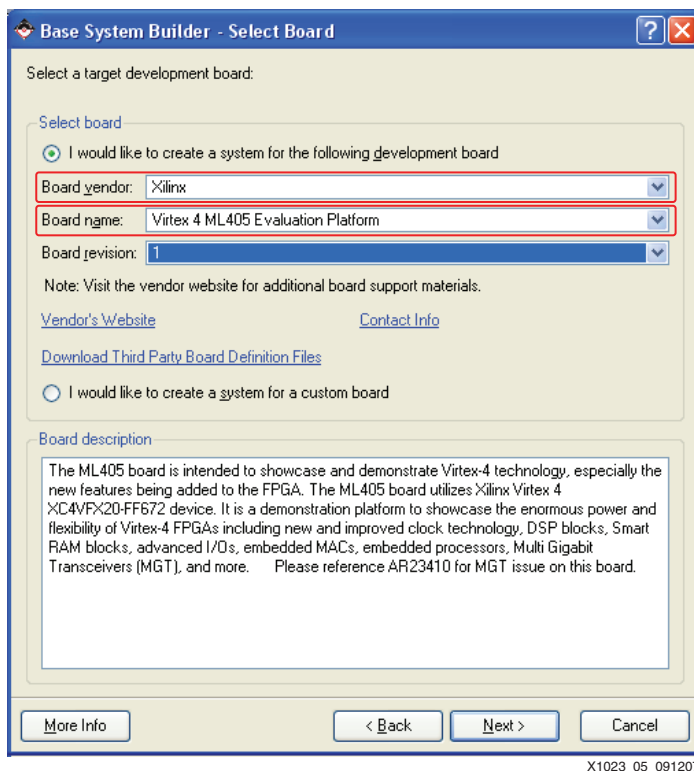 Base System Builder - Select Board
Select a target development board:
Select board
I would like to create a system for the following development board
Board vendor: Xilinx
Board name: Virtex 4 ML405 Evaluation Platform
Board revision: 1
Note: Visit the vendor website for additional board support materials.
Vendor's Website Contact Info
Download Third Party Board Definition Files
I would like to create a system for a custom board
Board description
The ML405 board is intended to showcase and demonstrate Virtex-4 technology, especially the
new features being added to the FPGA. The ML405 board utilizes Xilinx Virtex 4
XC4VFX20-FF672 device. It is a demonstration platform to showcase the enormous power and
flexibility of Virtex-4 FPGAs including new and improved clock technology, DSP blocks, Smart
RAM blocks, advanced I/Os, embedded MACs, embedded processors, Multi Gigabit
Transceivers (MGT), and more. Please reference AR23410 for MGT issue on this board.
More Info < Back Next > Cancel
X1023_05_091207